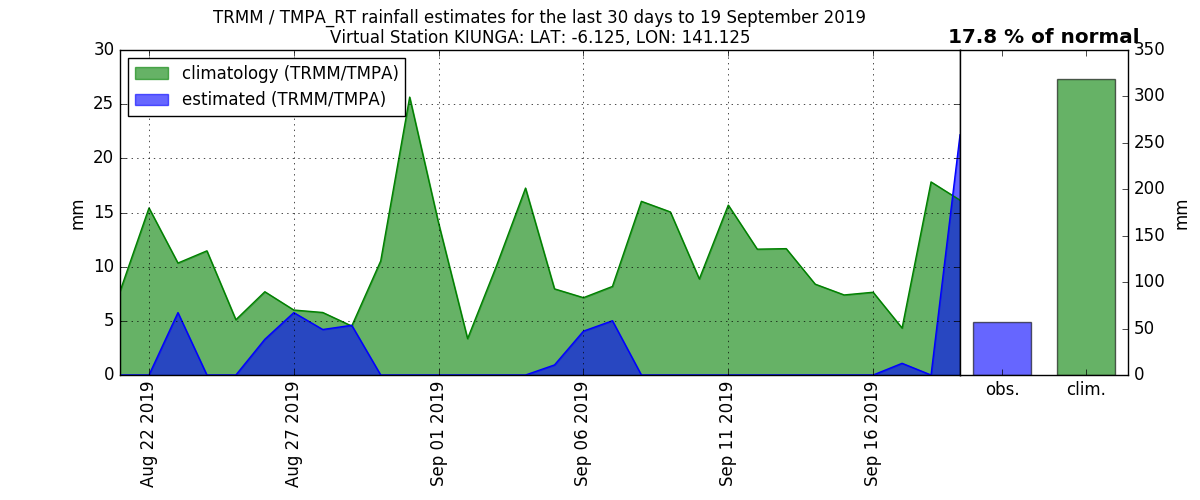 TRMM / TMPA_RT rainfall estimates for the last 30 days to 19 September 2019
Virtual Station KIUNGA: LAT: -6.125, LON: 141.125
17.8 % of normal
climatology (TRMM/TMPA)
estimated (TRMM/TMPA)
30
25
20
15
10
5
0
mm
Aug 22 2019
Aug 27 2019
Sep 01 2019
Sep 06 2019
Sep 11 2019
Sep 16 2019
obs.
clim.
350
300
250
200
150
100
50
0
mm